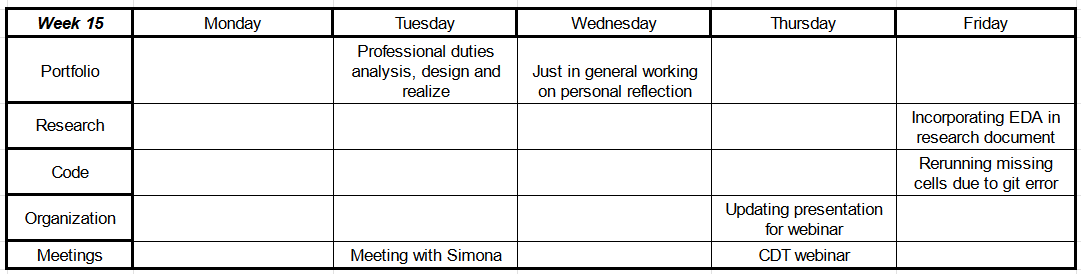 Week 15 Monday Tuesday Wednesday Thursday Friday
Portfolio
Professional duties
analysis, design and
realize
Just in general working
on personal reflection
Research
Incorporating EDA in
research document
Code
Rerunning missing
cells due to git error
Organization
Updating presentation
for webinar
Meetings Meeting with Simona CDT webinar